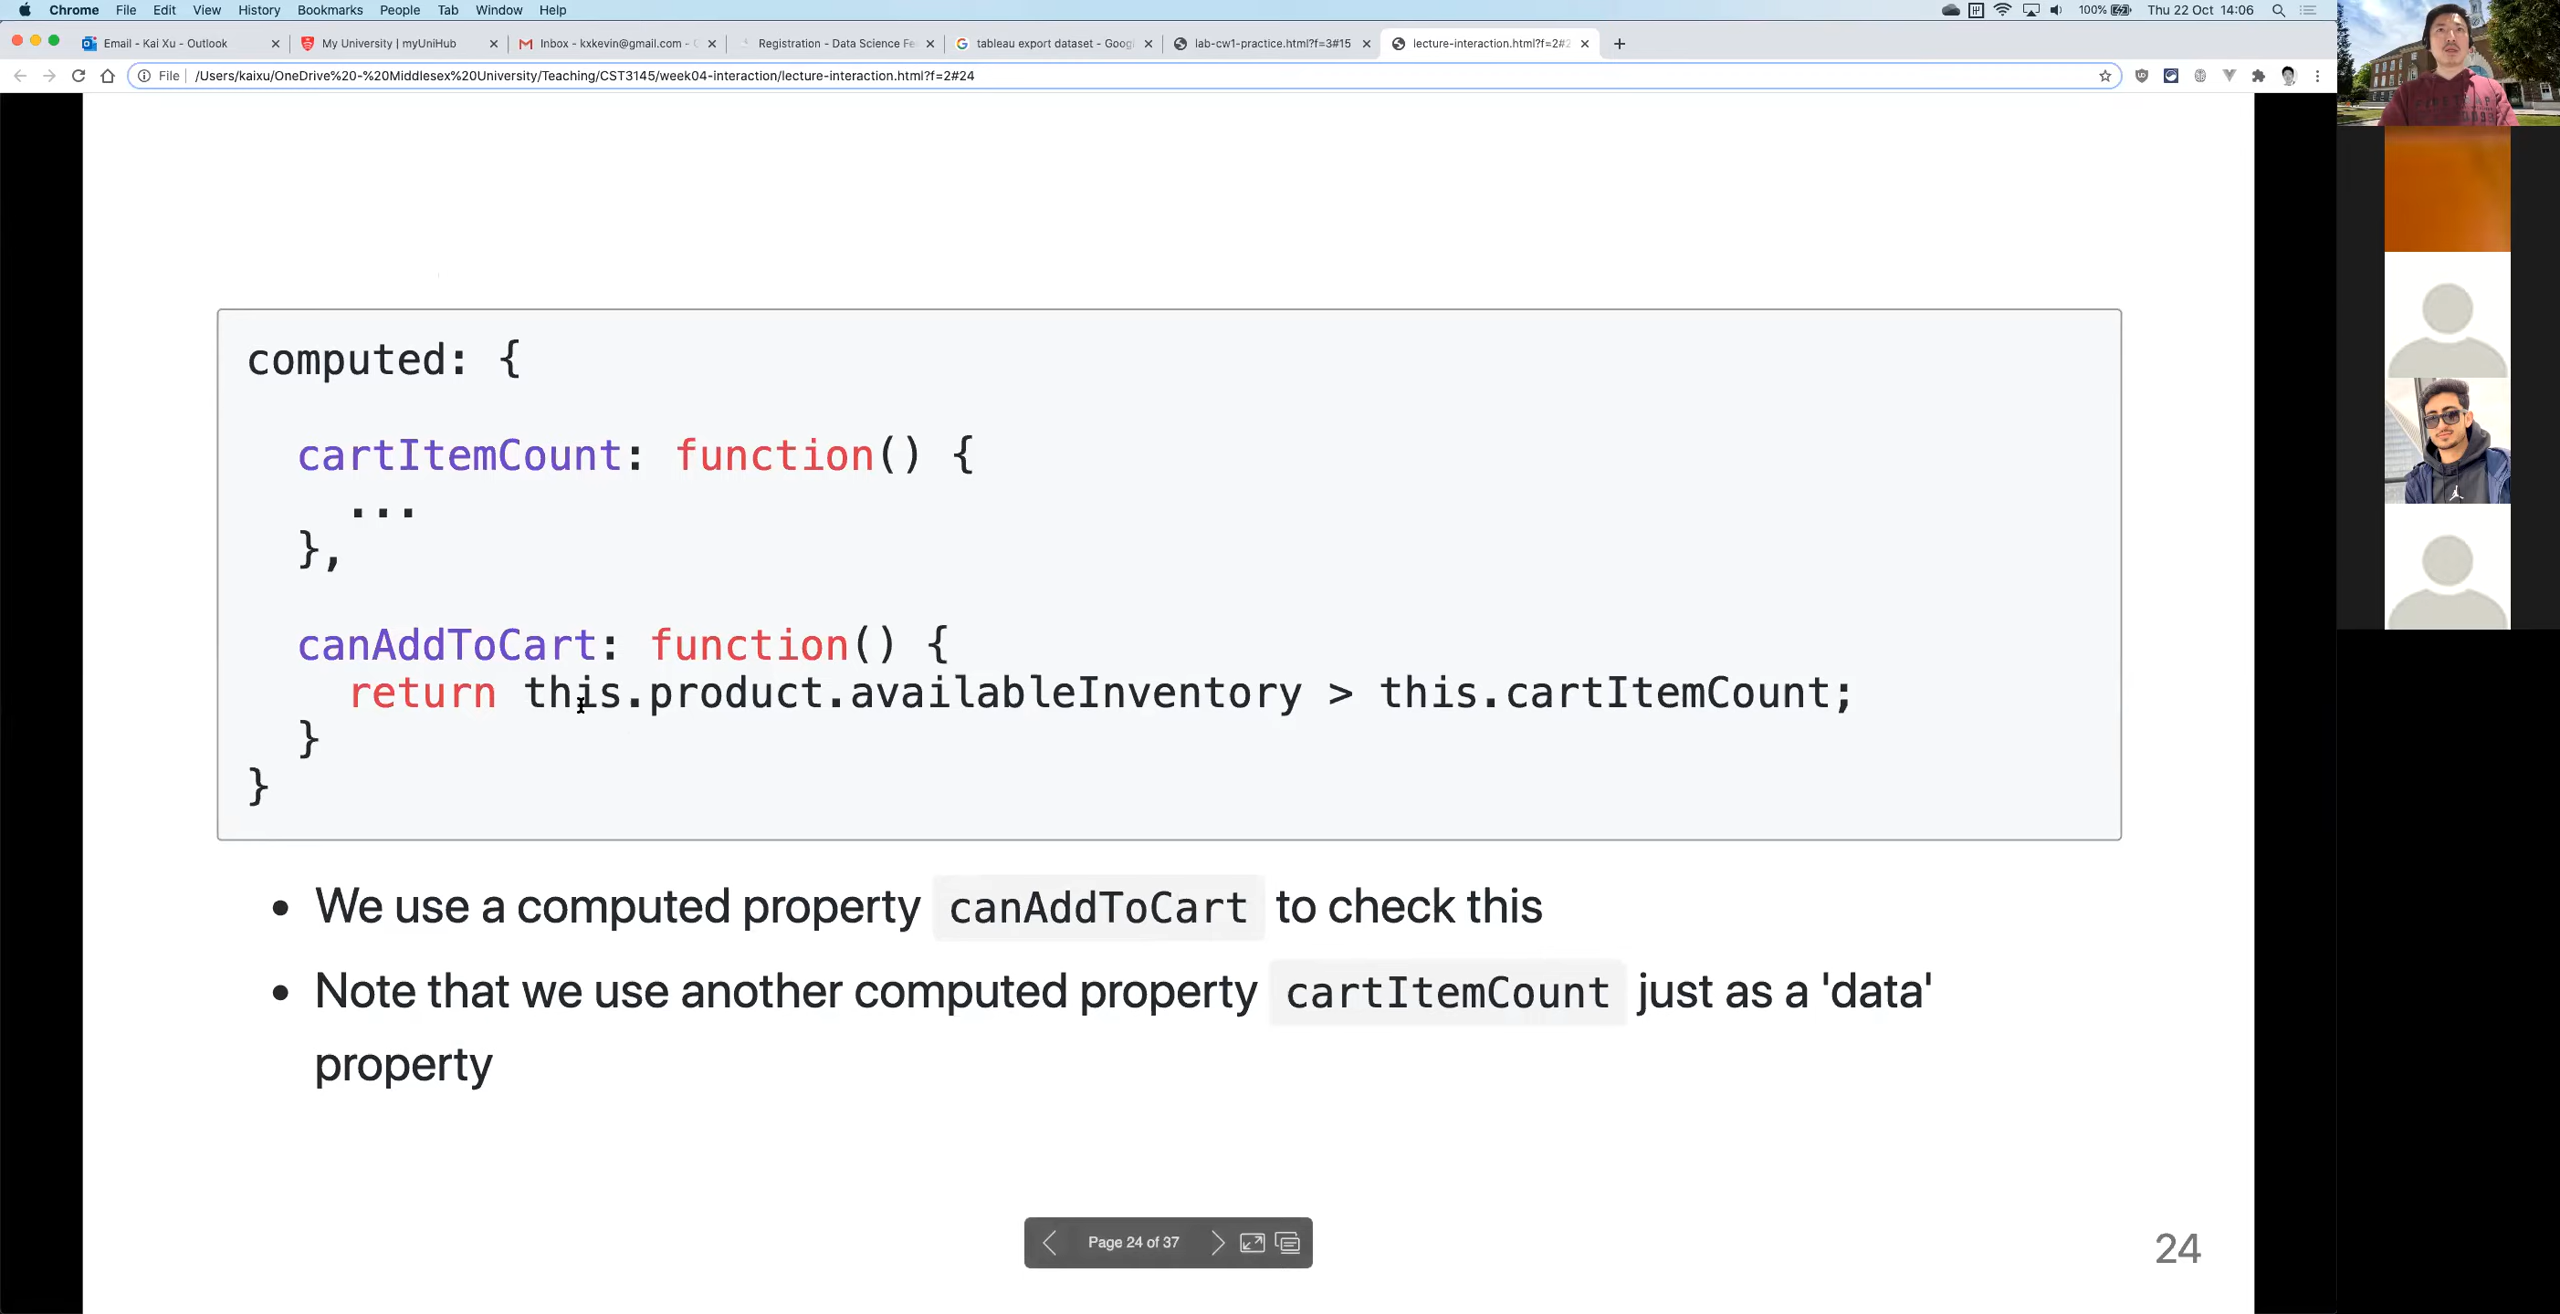 Chrome File Edit View History Bookmarks People Tab Window Help 100% Thu 22 Oct 14:06
Email - Kai Xu - Outlook My University | myUniHub Inbox - kxkevin@gmail.com - Registration - Data Science Fe tableau export dataset - Goog lab-cw1-practice.html?f=3#15 lecture-interaction.html?f=2#2
File /Users/kaixu/OneDrive%20-%20Middlesex%20University/Teaching/CST3145/week04-interaction/lecture-interaction.html?f=2#24
computed: {
cartItemCount: function() {
...
},
canAddToCart: function() {
return this.product.availableInventory > this.cartItemCount;
}
}
• We use a computed property canAddToCart to check this
• Note that we use another computed property cartItemCount just as a 'data'
property
Page 24 of 37
24